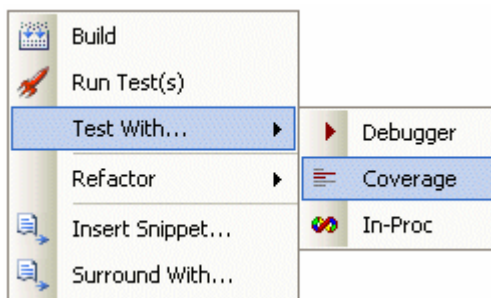 Build
Run Test(s)
Test With...
Debugger
Refactor
Coverage
Insert Snippet...
In-Proc
Surround With...